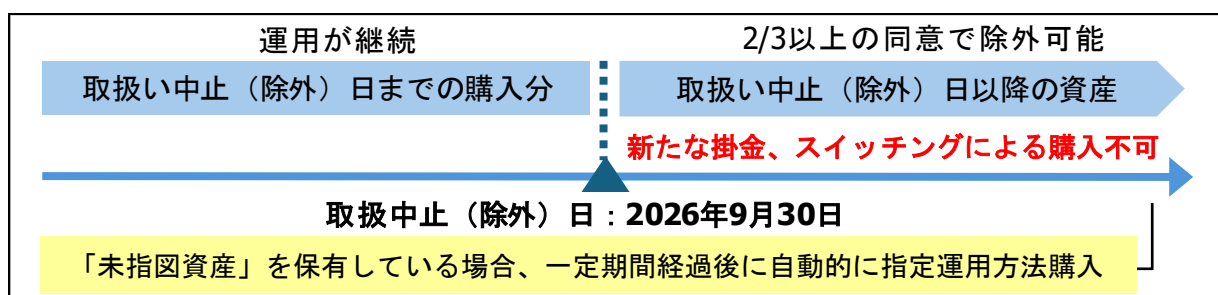 運用が継続
2/3以上の同意で除外可能
取扱い中止（除外）日までの購入分
取扱い中止（除外）日以降の資産
新たな掛金、スイッチングによる購入不可
取扱中止（除外）日：2026年9月30日
「未指図資産」を保有している場合、一定期間経過後に自動的に指定運用方法購入